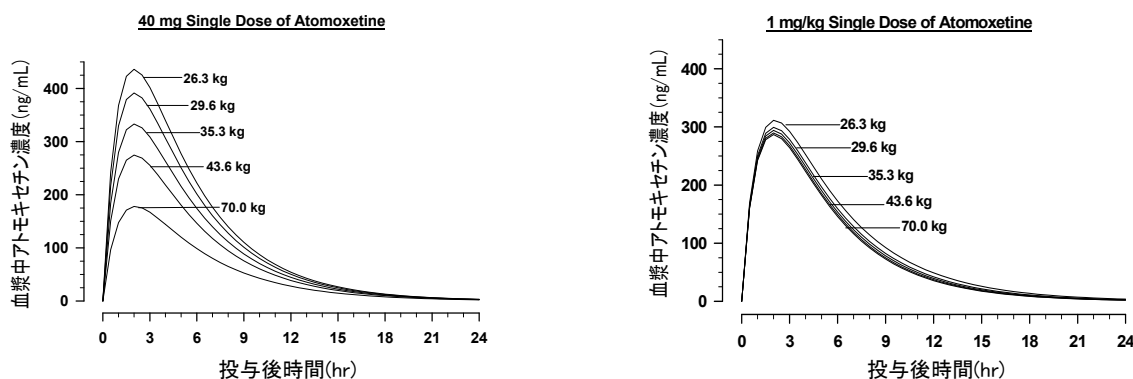 40 mg Single Dose of Atomoxetine
血漿中アトモキセチン濃度(ng/mL)
400
300
200
100
0
26.3 kg
29.6 kg
35.3 kg
43.6 kg
70.0 kg
0 3 6 9 12 15 18 21 24
投与後時間(hr)
1 mg/kg Single Dose of Atomoxetine
血漿中アトモキセチン濃度(ng/mL)
400
300
200
100
0
26.3 kg
29.6 kg
35.3 kg
43.6 kg
70.0 kg
0 3 6 9 12 15 18 21 24
投与後時間(hr)